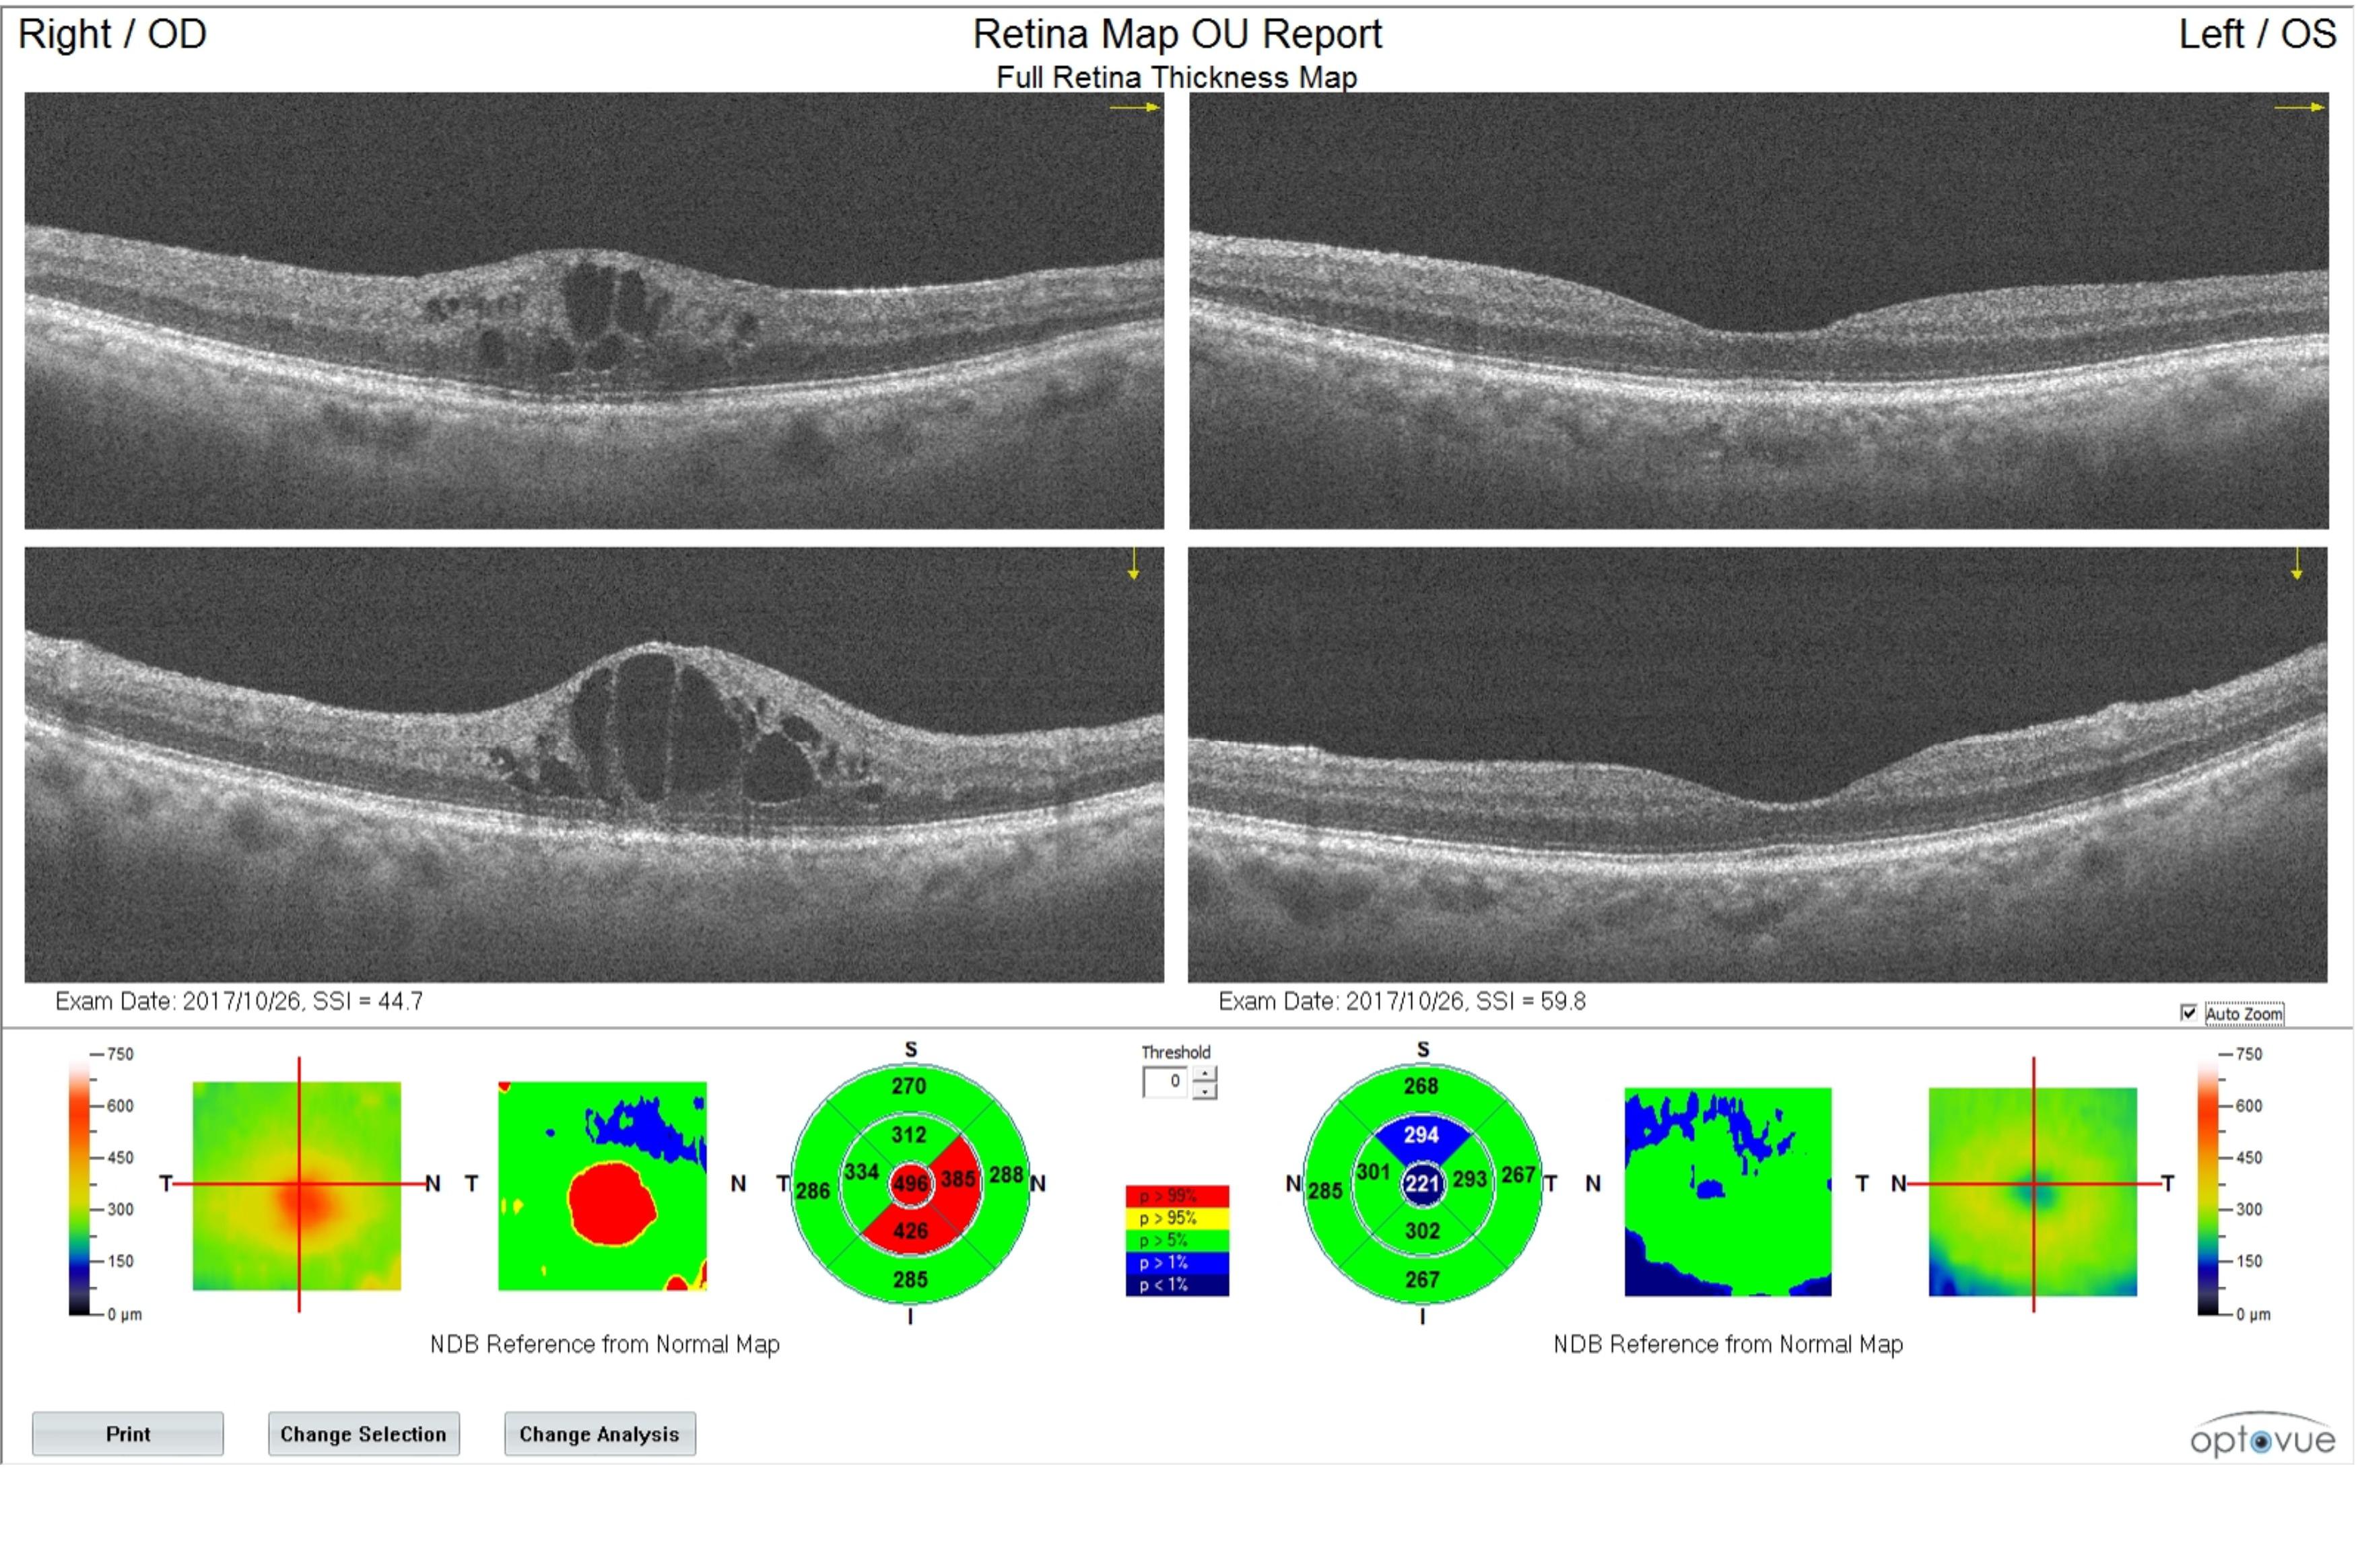 Right / OD
Retina Map OU Report
Left / OS
Full Retina Thickness Map
Exam Date: 2017/10/26, SSI = 44.7
Exam Date: 2017/10/26, SSI = 59.8
Auto Zoom
750
600
450
300
150
0 µm
T
N
T
N
S
270
312
334
496
385
286
288
426
285
T
N
I
NDB Reference from Normal Map
Threshold
0
p > 99%
p > 95%
p > 5%
p > 1%
p < 1%
S
268
294
301
221
293
285
267
302
267
N
T
I
N
T
N
T
750
600
450
300
150
0 µm
NDB Reference from Normal Map
Print
Change Selection
Change Analysis
optovue